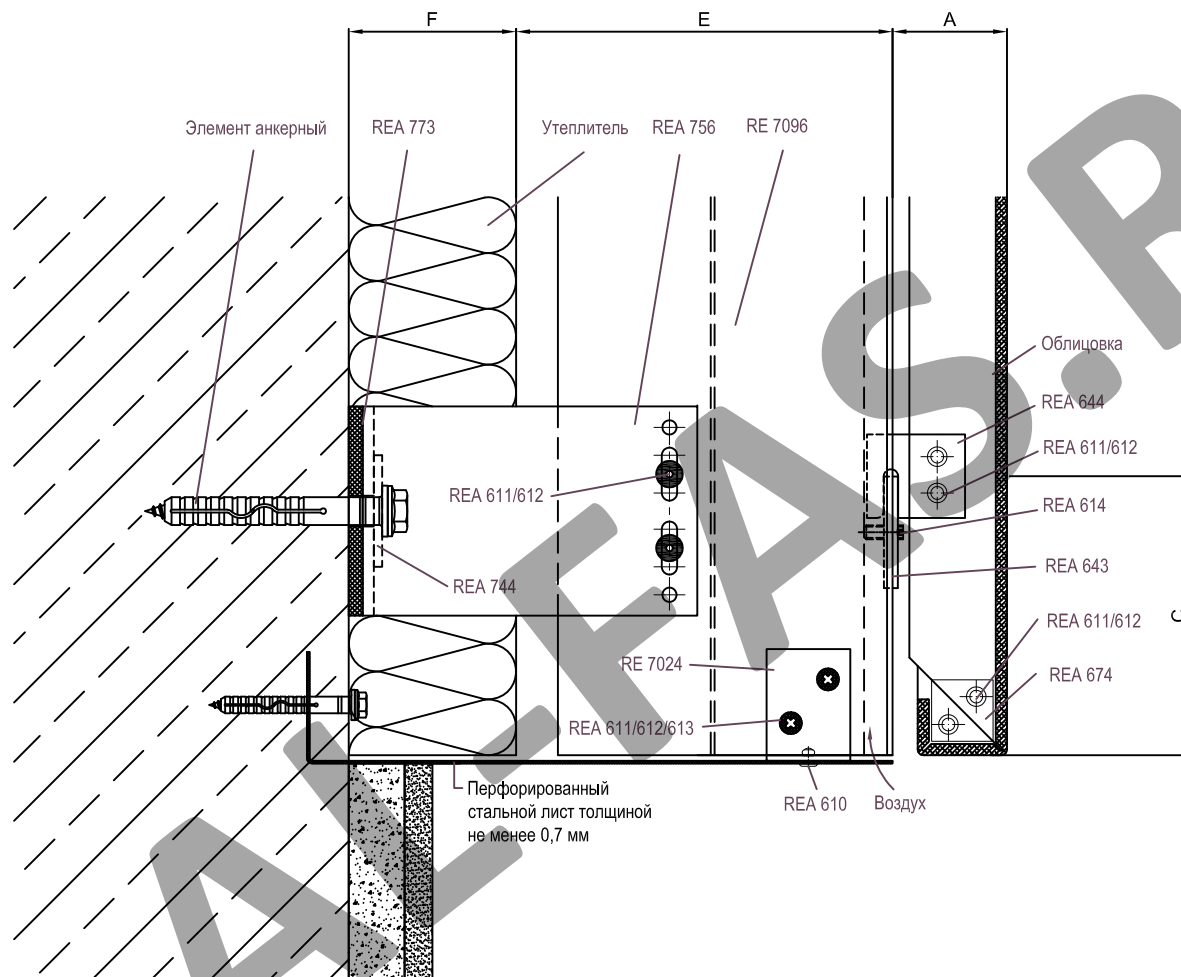 F
E
A
Элемент анкерный
REA 773
Утеплитель
REA 756
RE 7096
Облицовка
REA 644
REA 611/612
REA 611/612
REA 614
REA 643
REA 744
REA 611/612
RE 7024
REA 674
REA 611/612/613
REA 610
Воздух
Перфорированный
стальной лист толщиной
не менее 0,7 мм
ALFAS.R